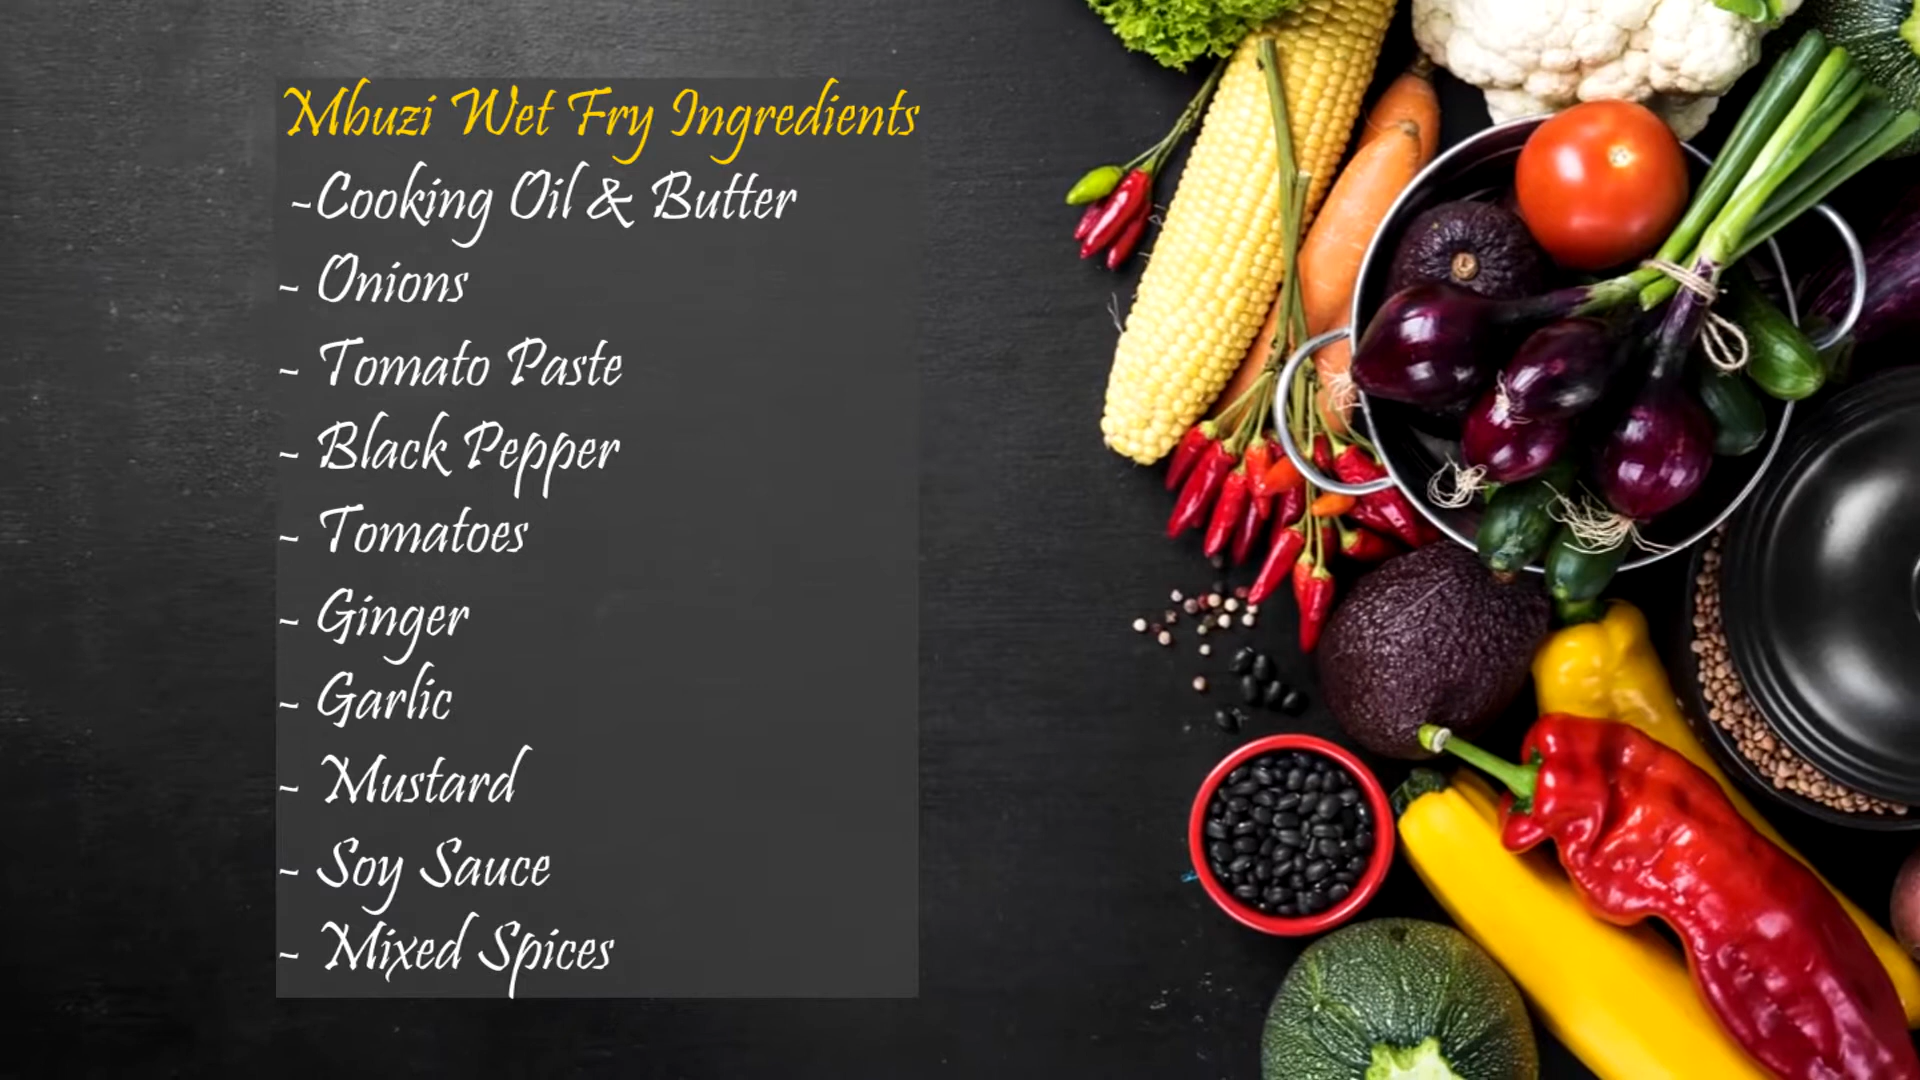 Mbuzi Wet Fry Ingredients
-Cooking Oil & Butter
- Onions
- Tomato Paste
- Black Pepper
- Tomatoes
- Ginger
- Garlic
- Mustard
- Soy Sauce
- Mixed Spices